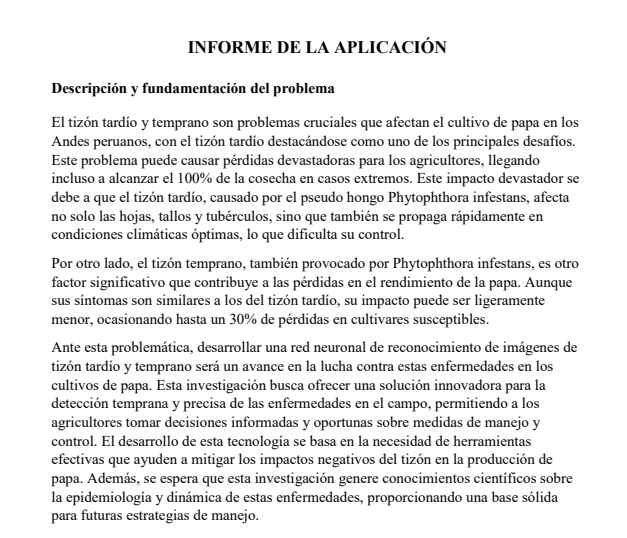 INFORME DE LA APLICACIÓN
Descripción y fundamentación del problema
El tizón tardío y temprano son problemas cruciales que afectan el cultivo de papa en los
Andes peruanos, con el tizón tardío destacándose como uno de los principales desafíos.
Este problema puede causar pérdidas devastadoras para los agricultores, llegando
incluso a alcanzar el 100% de la cosecha en casos extremos. Este impacto devastador se
debe a que el tizón tardío, causado por el pseudo hongo Phytophthora infestans, afecta
no solo las hojas, tallos y tubérculos, sino que también se propaga rápidamente en
condiciones climáticas óptimas, lo que dificulta su control.
Por otro lado, el tizón temprano, también provocado por Phytophthora infestans, es otro
factor significativo que contribuye a las pérdidas en el rendimiento de la papa. Aunque
sus síntomas son similares a los del tizón tardío, su impacto puede ser ligeramente
menor, ocasionando hasta un 30% de pérdidas en cultivares susceptibles.
Ante esta problemática, desarrollar una red neuronal de reconocimiento de imágenes de
tizón tardío y temprano será un avance en la lucha contra estas enfermedades en los
cultivos de papa. Esta investigación busca ofrecer una solución innovadora para la
detección temprana y precisa de las enfermedades en el campo, permitiendo a los
agricultores tomar decisiones informadas y oportunas sobre medidas de manejo y
control. El desarrollo de esta tecnología se basa en la necesidad de herramientas
efectivas que ayuden a mitigar los impactos negativos del tizón en la producción de
papa. Además, se espera que esta investigación genere conocimientos científicos sobre
la epidemiología y dinámica de estas enfermedades, proporcionando una base sólida
para futuras estrategias de manejo.